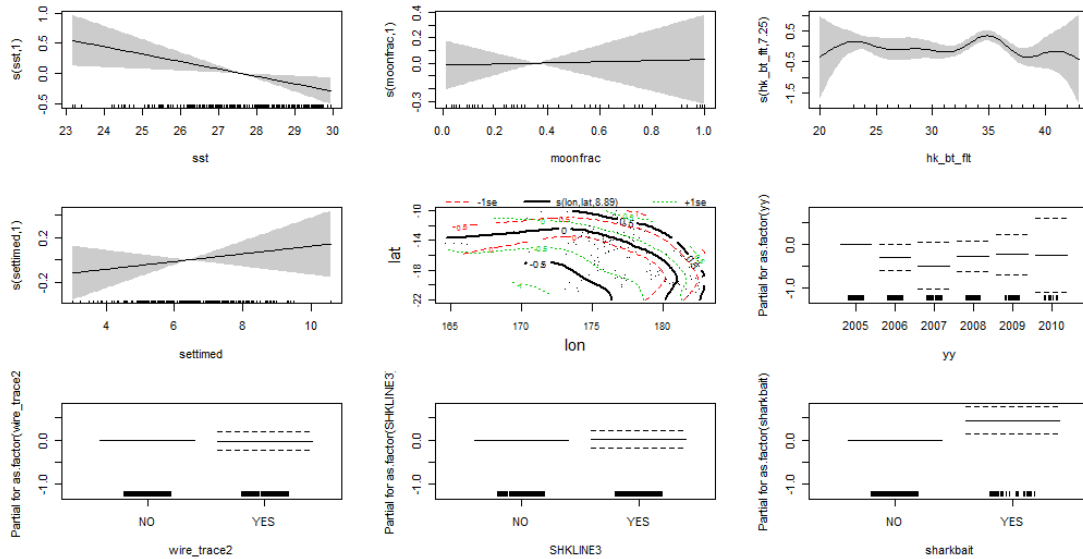 s(sst,1)
-0.5 0.0 0.5 1.0
23 24 25 26 27 28 29 30
sst
s(moonfrac,1)
-0.3 0.0 0.2 0.4
0.0 0.2 0.4 0.6 0.8 1.0
moonfrac
s(hk_bt_flt,7.25)
-1.5 -0.5 0.5
20 25 30 35 40
hk_bt_flt
s(settimed,1)
-0.2 0.0 0.2
4 6 8 10
settimed
-1se s(lon,lat,8.89) +1se
lat
-22 -18 -14 -10
-0.5
0
165 170 175 180
lon
Partial for as.factor(yy)
-1.0 0.0
2005 2006 2007 2008 2009 2010
yy
Partial for as.factor(wire_trace2
-1.0 0.0
NO YES
wire_trace2
Partial for as.factor(SHKLINE3)
-1.0 0.0
NO YES
SHKLINE3
Partial for as.factor(sharkbait)
-1.0 0.0
NO YES
sharkbait